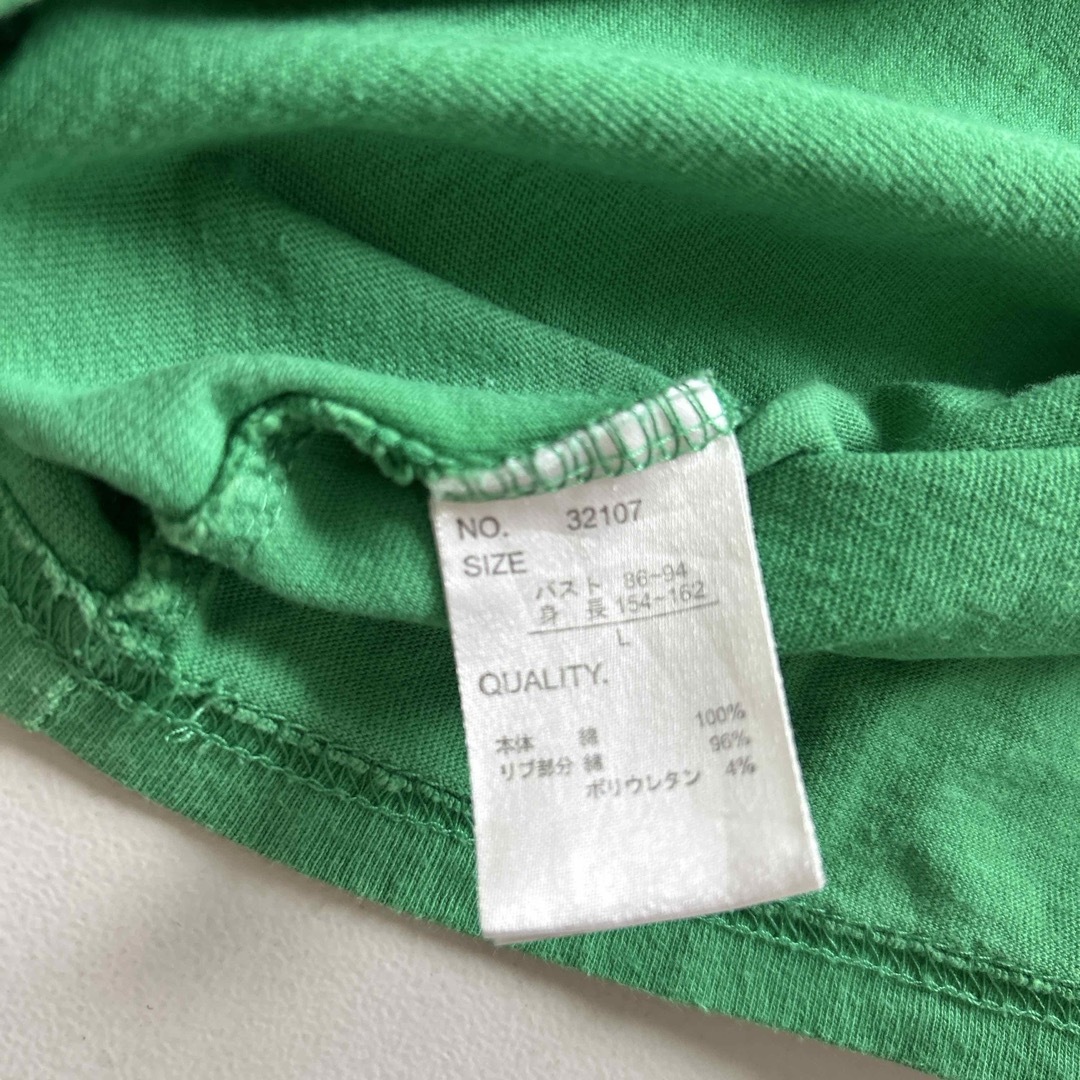 NO. 32107
SIZE
バスト 86-94
身 長 154-162
L
QUALITY.
本体 綿 100%
リブ部分 綿 96%
ポリウレタン 4%